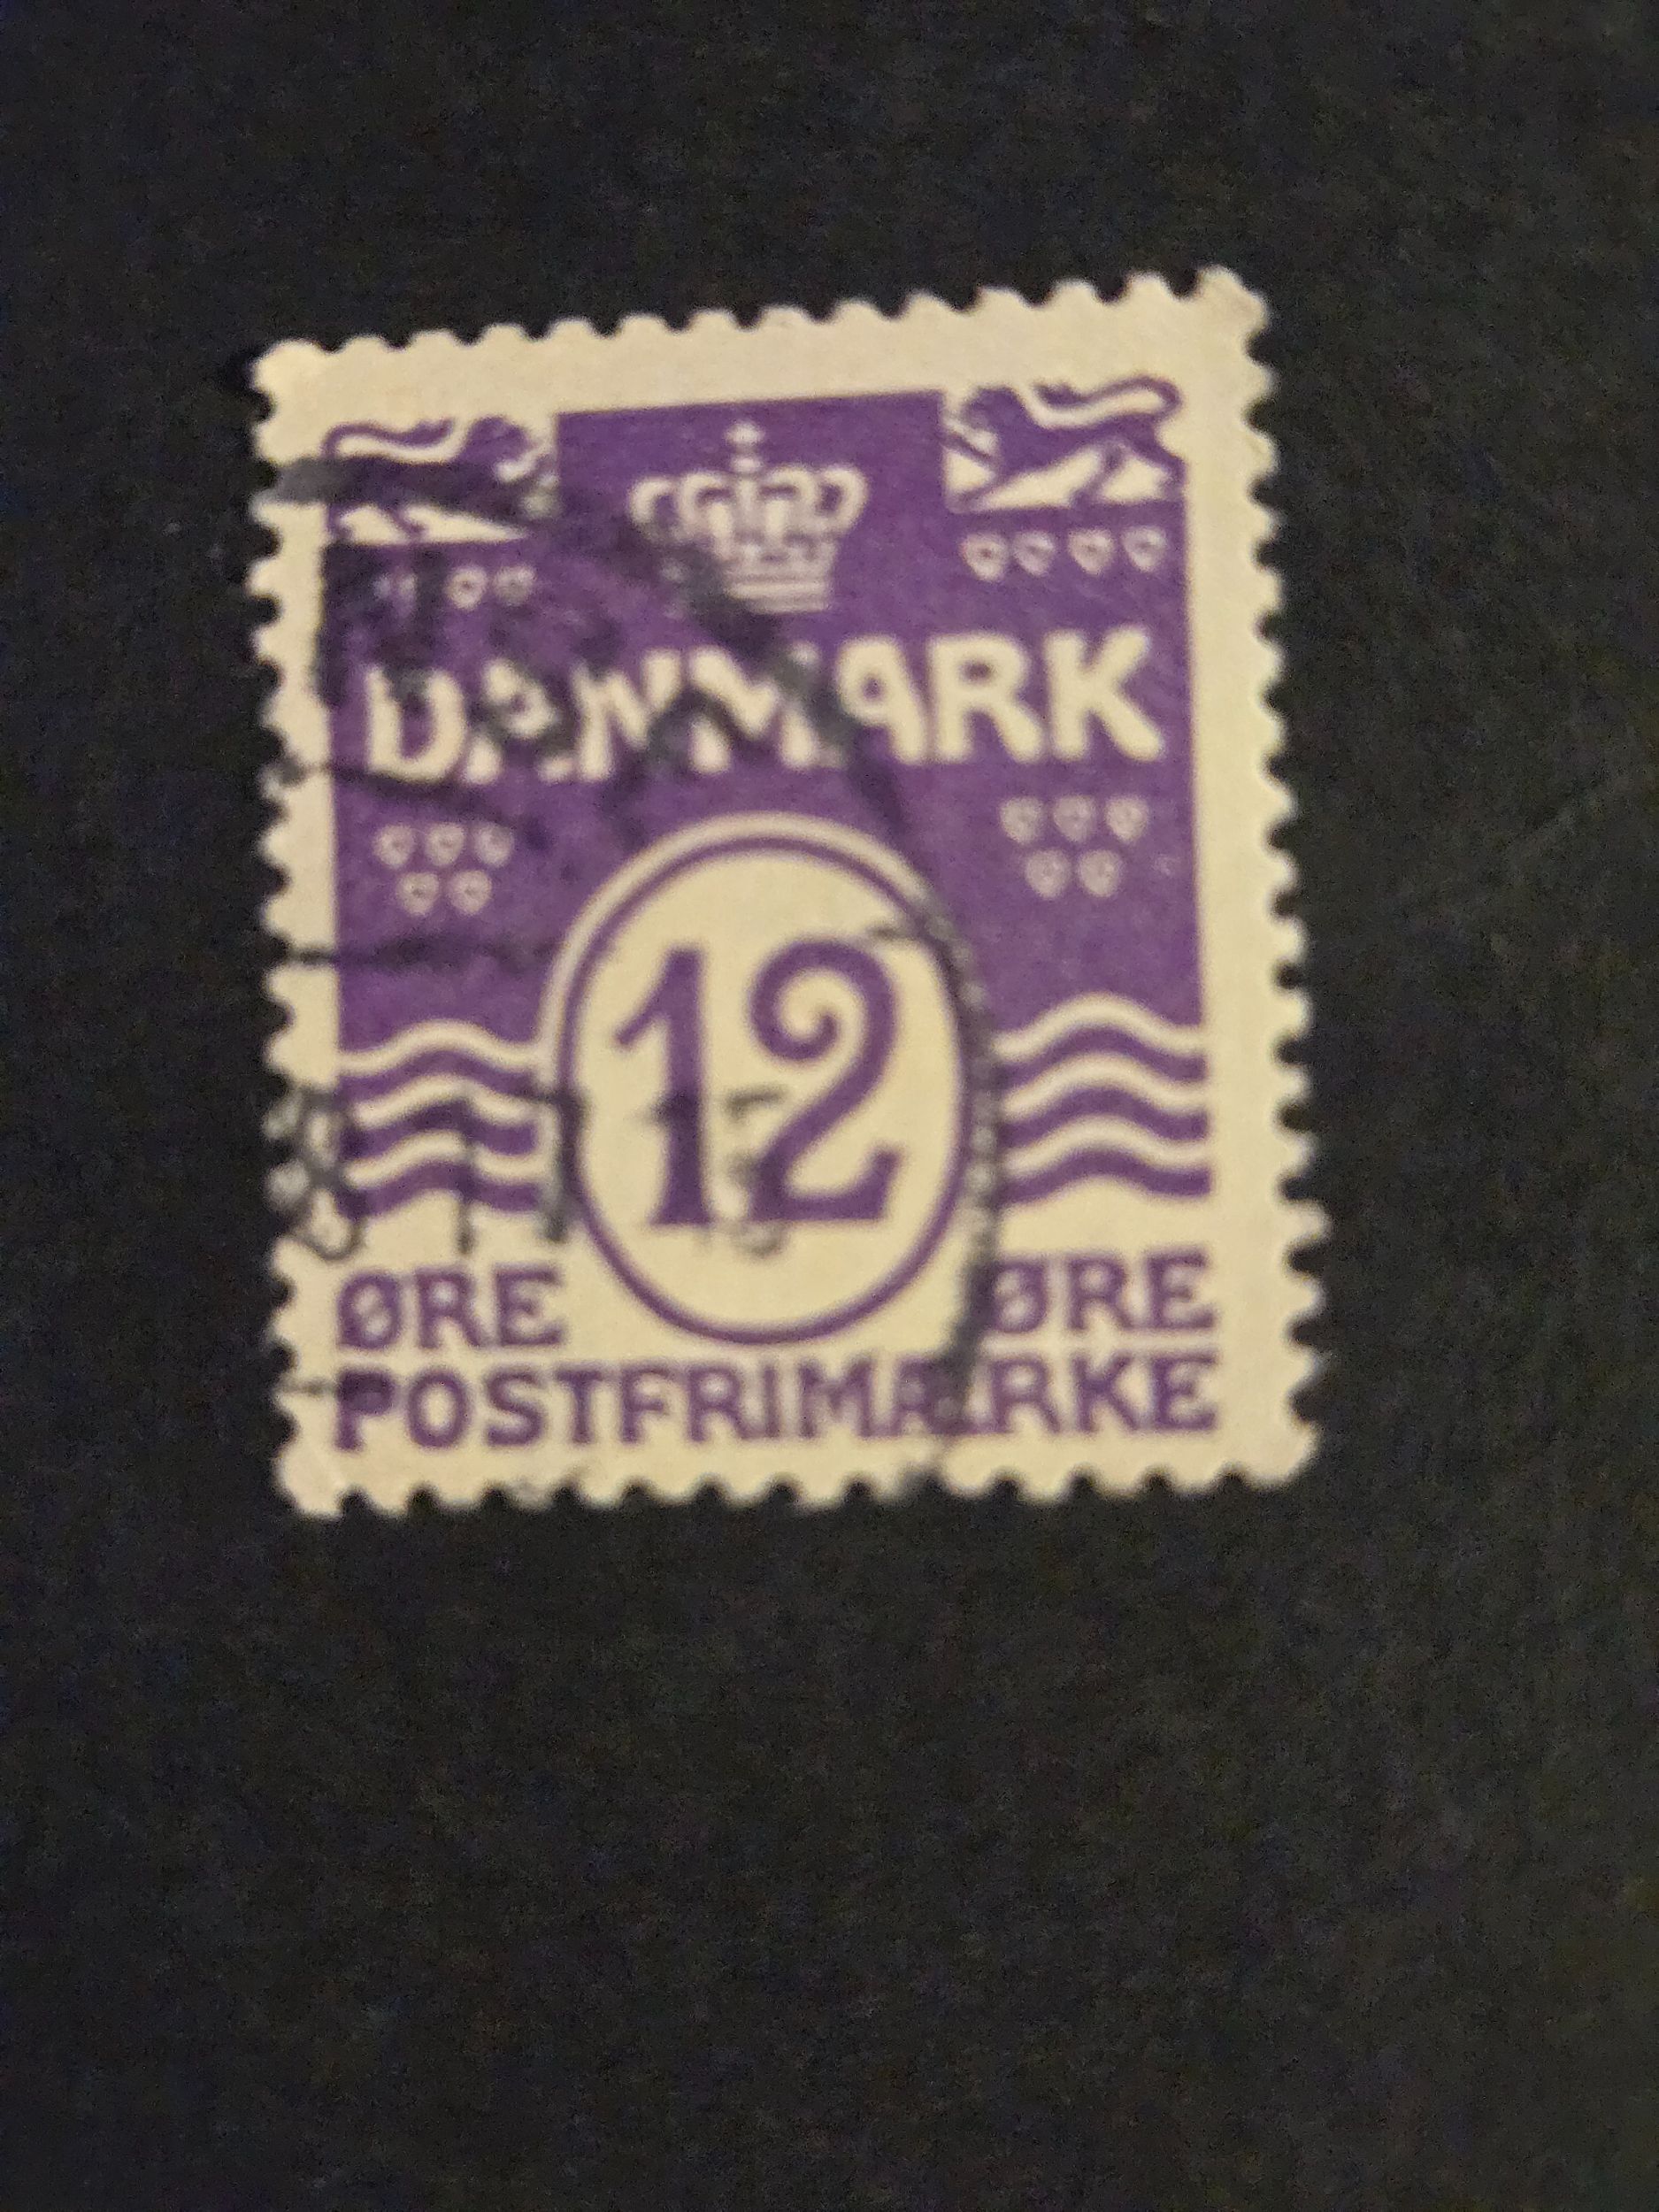 DANMARK
12
ØRE ØRE
POSTFRIMÆRKE